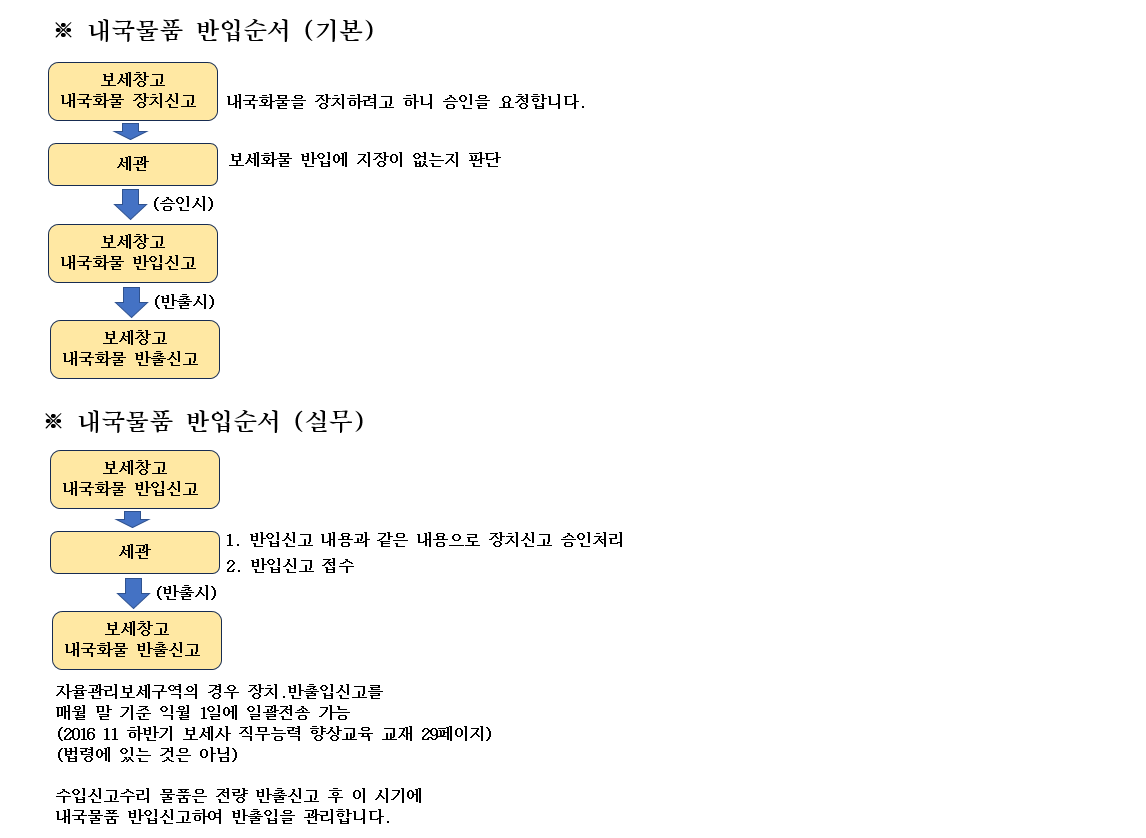 ※ 내국물품 반입순서 (기본)
보세창고
내국화물 장치신고
내국화물을 장치하려고 하니 승인을 요청합니다.
세관
보세화물 반입에 지장이 없는지 판단
(승인시)
보세창고
내국화물 반입신고
(반출시)
보세창고
내국화물 반출신고
※ 내국물품 반입순서 (실무)
보세창고
내국화물 반입신고
세관
1. 반입신고 내용과 같은 내용으로 장치신고 승인처리
2. 반입신고 접수
(반출시)
보세창고
내국화물 반출신고
자율관리보세구역의 경우 장치.반출입신고를
매월 말 기준 익월 1일에 일괄전송 가능
(2016 11 하반기 보세사 직무능력 향상교육 교재 29페이지)
(법령에 있는 것은 아님)
수입신고수리 물품은 전량 반출신고 후 이 시기에
내국물품 반입신고하여 반출입을 관리합니다.